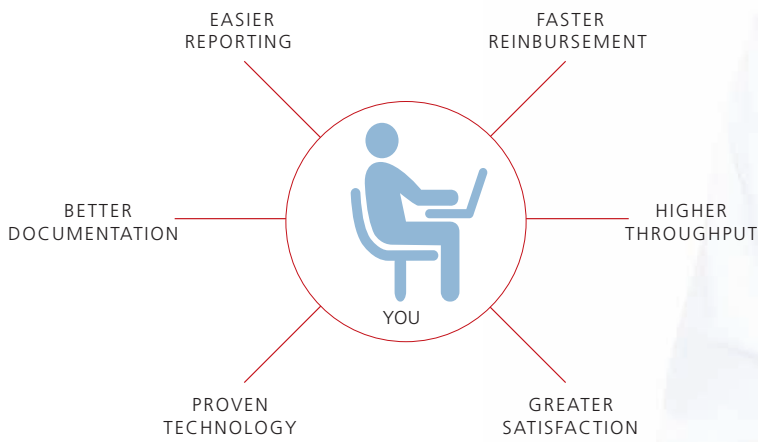 EASIER
REPORTING
FASTER
REINBURSEMENT
BETTER
DOCUMENTATION
HIGHER
THROUGHPUT
YOU
PROVEN
TECHNOLOGY
GREATER
SATISFACTION